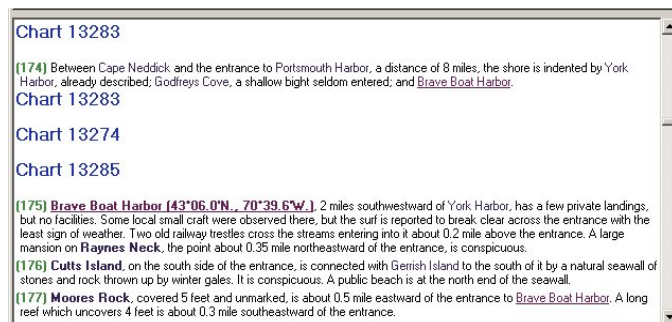 Chart 13283
(174) Between Cape Neddick and the entrance to Portsmouth Harbor, a distance of 8 miles, the shore is indented by York
Harbor, already described; Godfreys Cove, a shallow bight seldom entered; and Brave Boat Harbor.
Chart 13283
Chart 13274
Chart 13285
(175) Brave Boat Harbor (43°06.0'N., 70°39.6'W.), 2 miles southwestward of York Harbor, has a few private landings,
but no facilities. Some local small craft were observed there, but the surf is reported to break clear across the entrance with the
least sign of weather. Two old railway trestles cross the streams entering into it about 0.2 mile above the entrance. A large
mansion on Raynes Neck, the point about 0.35 mile northeastward of the entrance, is conspicuous.
(176) Cutts Island, on the south side of the entrance, is connected with Gerrish Island to the south of it by a natural seawall of
stones and rock thrown up by winter gales. It is conspicuous. A public beach is at the north end of the seawall.
(177) Moores Rock, covered 5 feet and unmarked, is about 0.5 mile eastward of the entrance to Brave Boat Harbor. A long
reef which uncovers 4 feet is about 0.3 mile southeastward of the entrance.